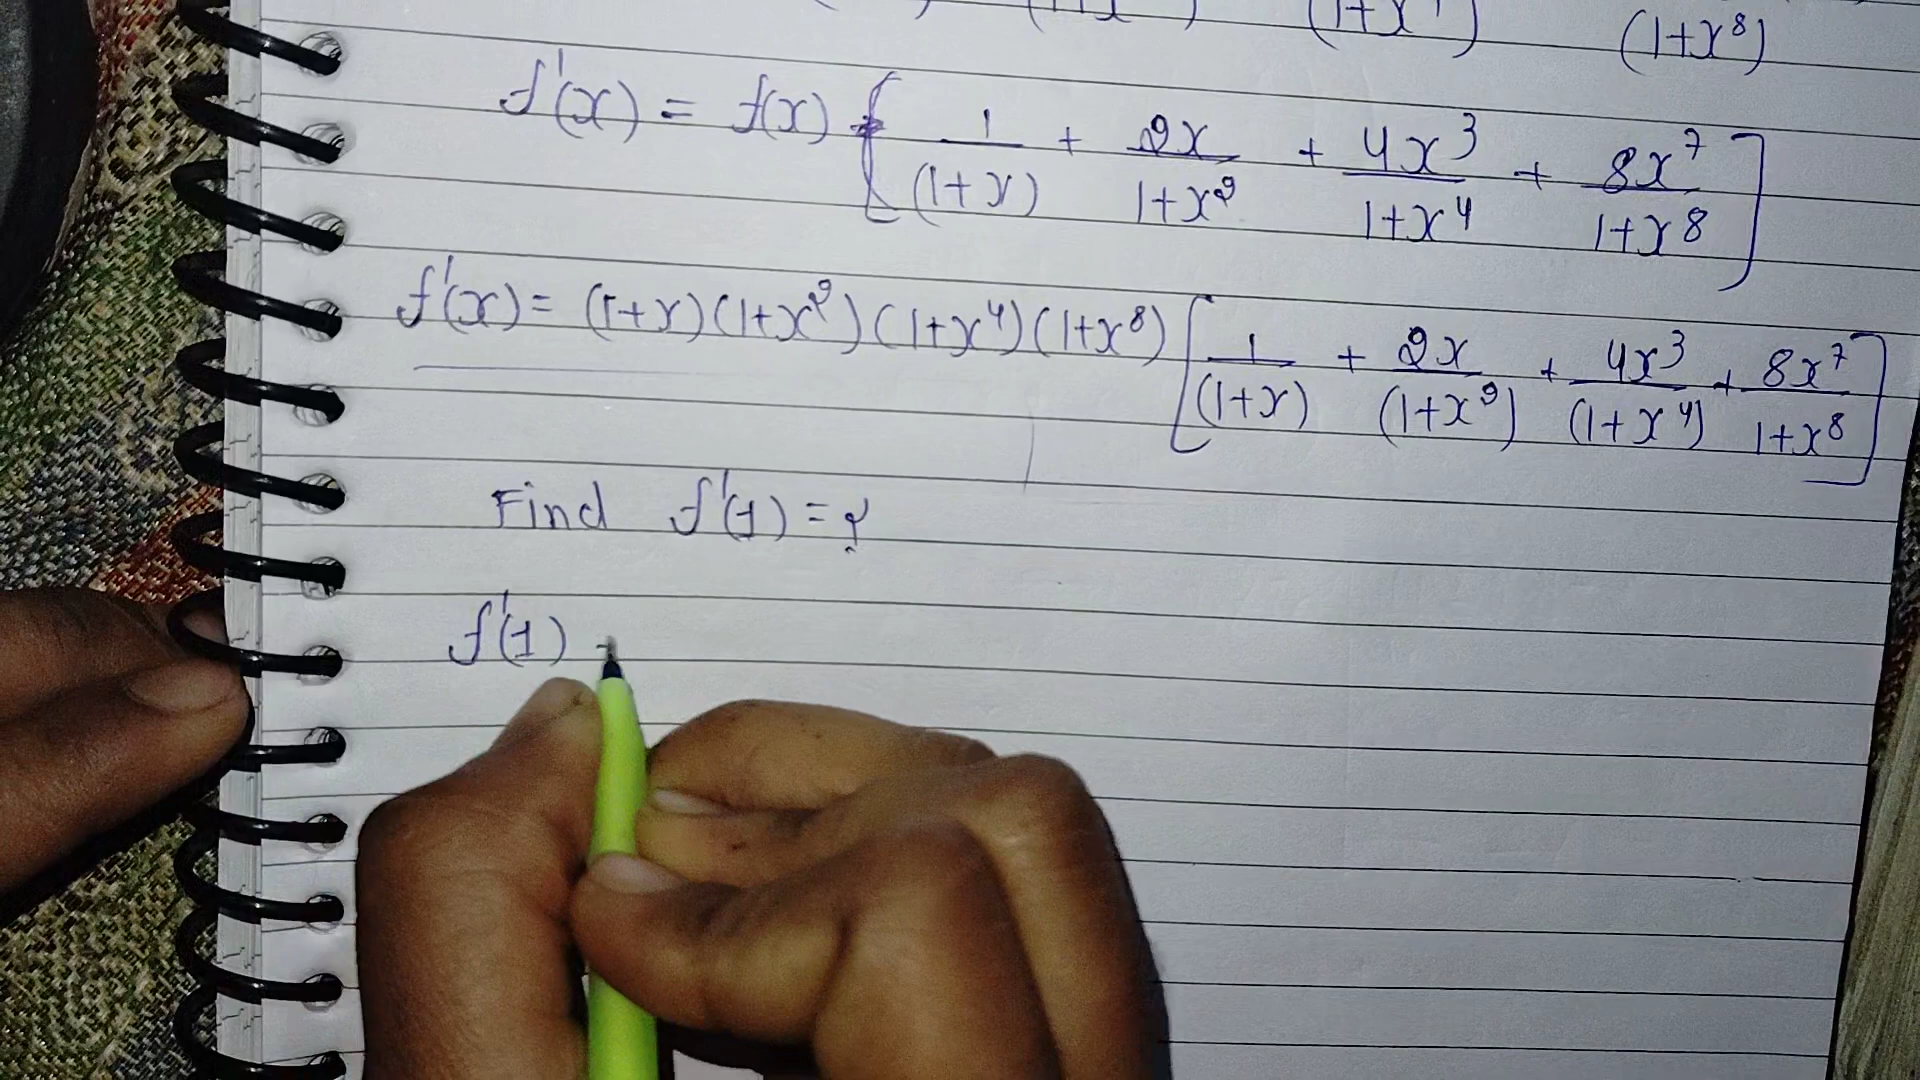 (1+x⁸)
f'(x) = f(x) [ 1/(1+x) + 2x/1+x² + 4x³/1+x⁴ + 8x⁷/1+x⁸ ]
f'(x) = (1+x)(1+x²)(1+x⁴)(1+x⁸) [ 1/(1+x) + 2x/(1+x²) + 4x³/(1+x⁴) + 8x⁷/1+x⁸ ]
Find f'(1) = ?
f'(1)